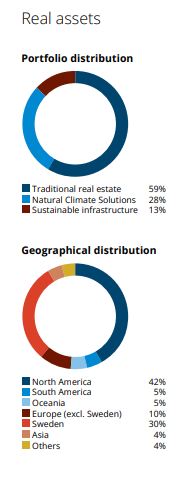 Real assets
Portfolio distribution
Traditional real estate 59%
Natural Climate Solutions 28%
Sustainable infrastructure 13%
Geographical distribution
North America 42%
South America 5%
Oceania 5%
Europe (excl. Sweden) 10%
Sweden 30%
Asia 4%
Others 4%